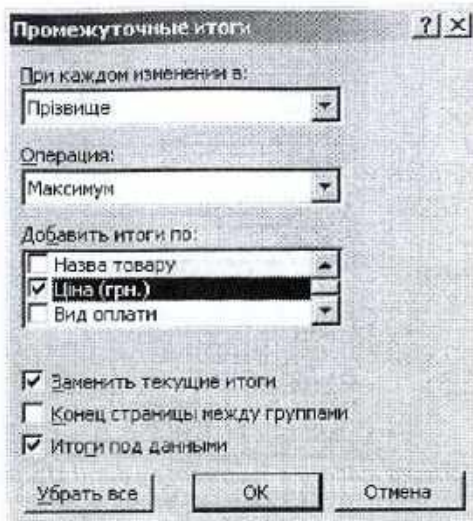 Промежуточные итоги
При каждом изменении в:
Прізвище
Операция:
Максимум
Добавить итоги по:
Назва товару
Ціна (грн.)
Вид оплати
Заменить текущие итоги
Конец страницы между группами
Итоги под данными
Убрать все
OK
Отмена